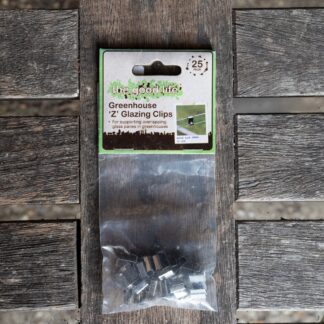 the good life!
25
Greenhouse
'Z' Glazing Clips
• For supporting overlapping
glass panes in greenhouses